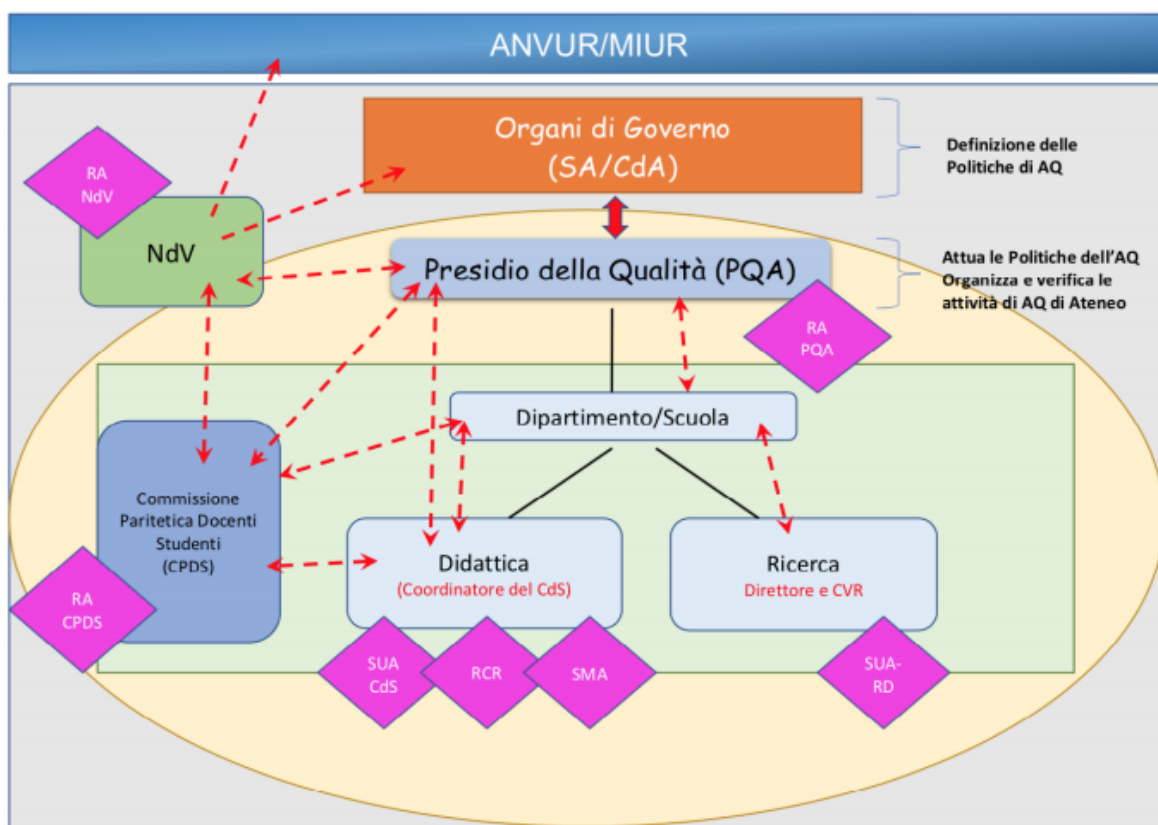 ANVUR/MIUR
Organi di Governo
(SA/CdA)
Definizione delle
Politiche di AQ
RA
NdV
NdV
Presidio della Qualità (PQA)
Attua le Politiche dell'AQ
Organizza e verifica le
attività di AQ di Ateneo
RA
PQA
Dipartimento/Scuola
Commissione
Paritetica Docenti
Studenti
(CPDS)
Didattica
(Coordinatore del CdS)
Ricerca
Direttore e CVR
RA
CPDS
SUA
CdS
RCR
SMA
SUA-
RD